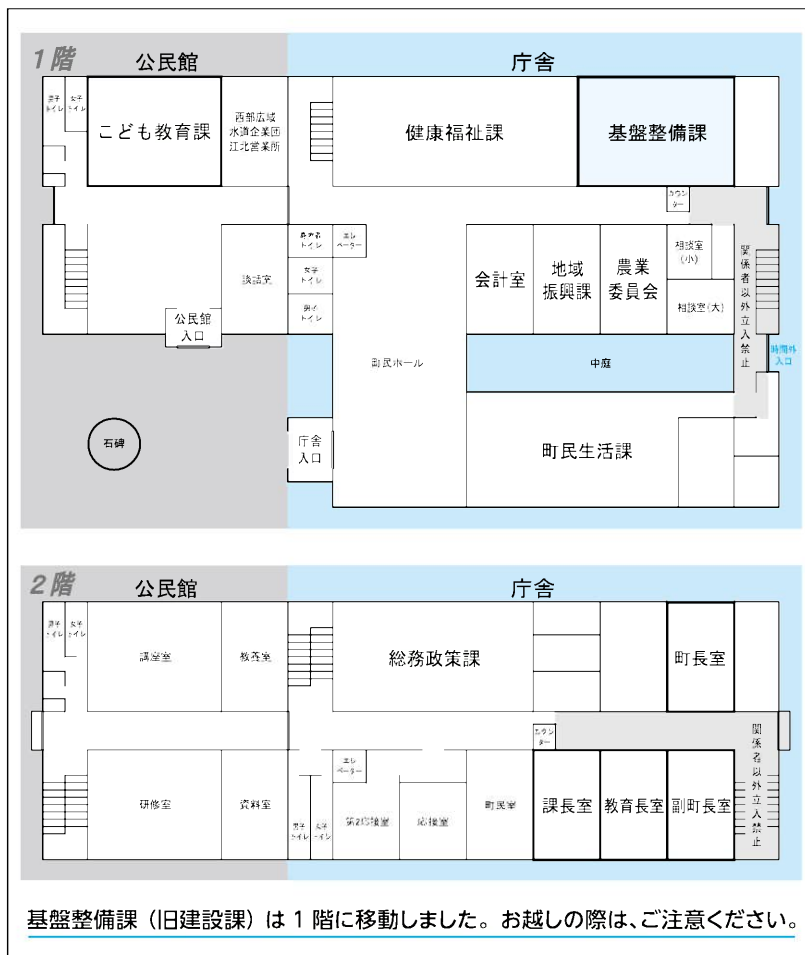 1階
公民館
庁舎
男子
トイレ
女子
トイレ
こども教育課
西部広域
水道企業団
江北営業所
健康福祉課
基盤整備課
カウン
ター
談話室
身障者
トイレ
エレ
ベーター
女子
トイレ
男子
トイレ
会計室
地域
振興課
農業
委員会
相談室
(小)
相談室(大)
関係者以外立入禁止
時間外
入口
公民館
入口
町民ホール
中庭
石碑
庁舎
入口
町民生活課
2階
公民館
庁舎
男子
トイレ
女子
トイレ
講座室
教養室
総務政策課
町長室
カウン
ター
関係者以外立入禁止
研修室
資料室
男子
トイレ
女子
トイレ
エレ
ベーター
第2応接室
応接室
町民室
課長室
教育長室
副町長室
基盤整備課（旧建設課）は1階に移動しました。お越しの際は、ご注意ください。